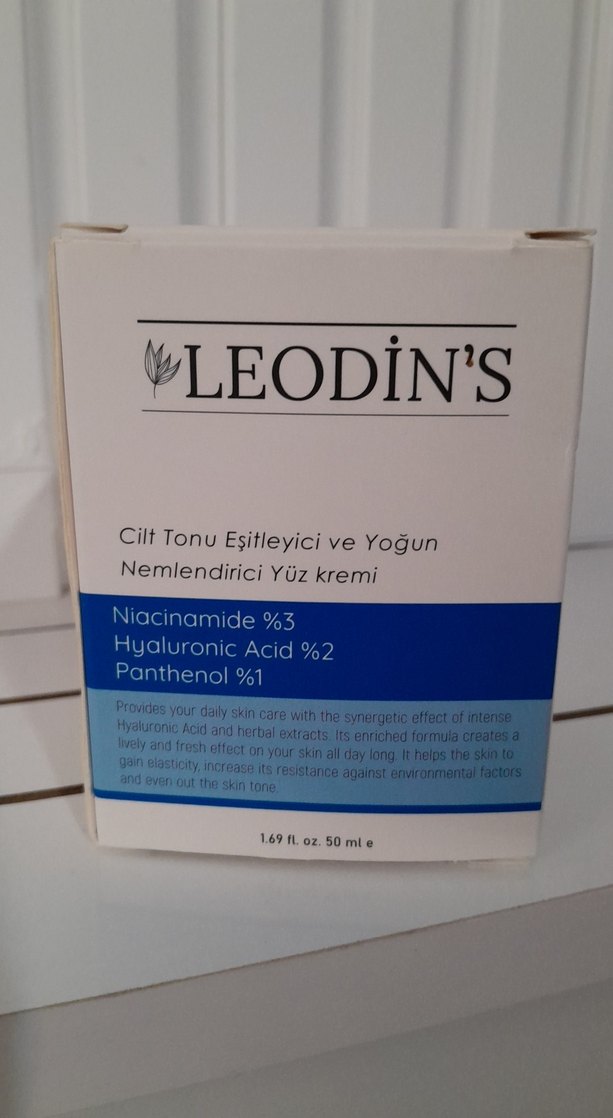 LEODİN'S
Cilt Tonu Eşitleyici ve Yoğun
Nemlendirici Yüz kremi
Niacinamide %3
Hyaluronic Acid %2
Panthenol %1
Provides your daily skin care with the synergetic effect of intense
Hyaluronic Acid and herbal extracts. Its enriched formula creates a
lively and fresh effect on your skin all day long. It helps the skin to
gain elasticity, increase its resistance against environmental factors
and even out the skin tone.
1.69 fl. oz. 50 ml e